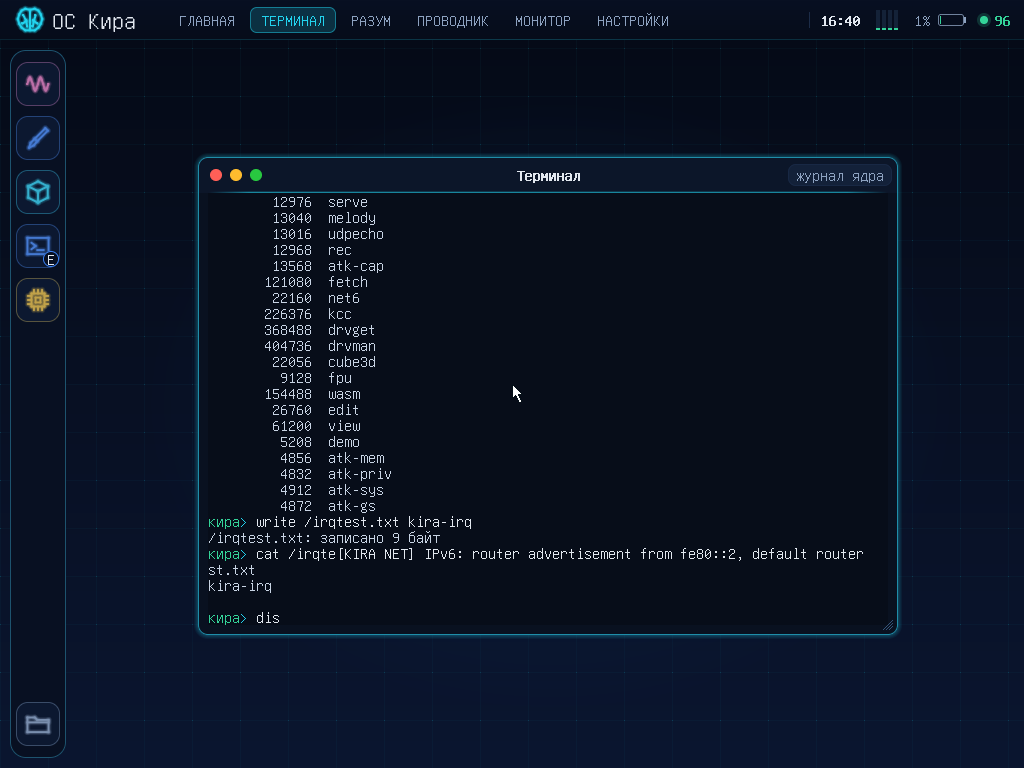 ОС Кира
ГЛАВНАЯ ТЕРМИНАЛ РАЗУМ ПРОВОДНИК МОНИТОР НАСТРОЙКИ
16:40 1% 96
E
Терминал
журнал ядра
12976 serve
13040 melody
13016 udpecho
12968 rec
13568 atk-cap
121080 fetch
22160 net6
226376 kcc
368488 drvget
404736 drvman
22056 cube3d
9128 fpu
154488 wasm
26760 edit
61200 view
5208 demo
4856 atk-mem
4832 atk-priv
4912 atk-sys
4872 atk-gs
кира> write /irqtest.txt kira-irq
/irqtest.txt: записано 9 байт
кира> cat /irqte[KIRA NET] IPv6: router advertisement from fe80::2, default router
st.txt
kira-irq
кира> dis